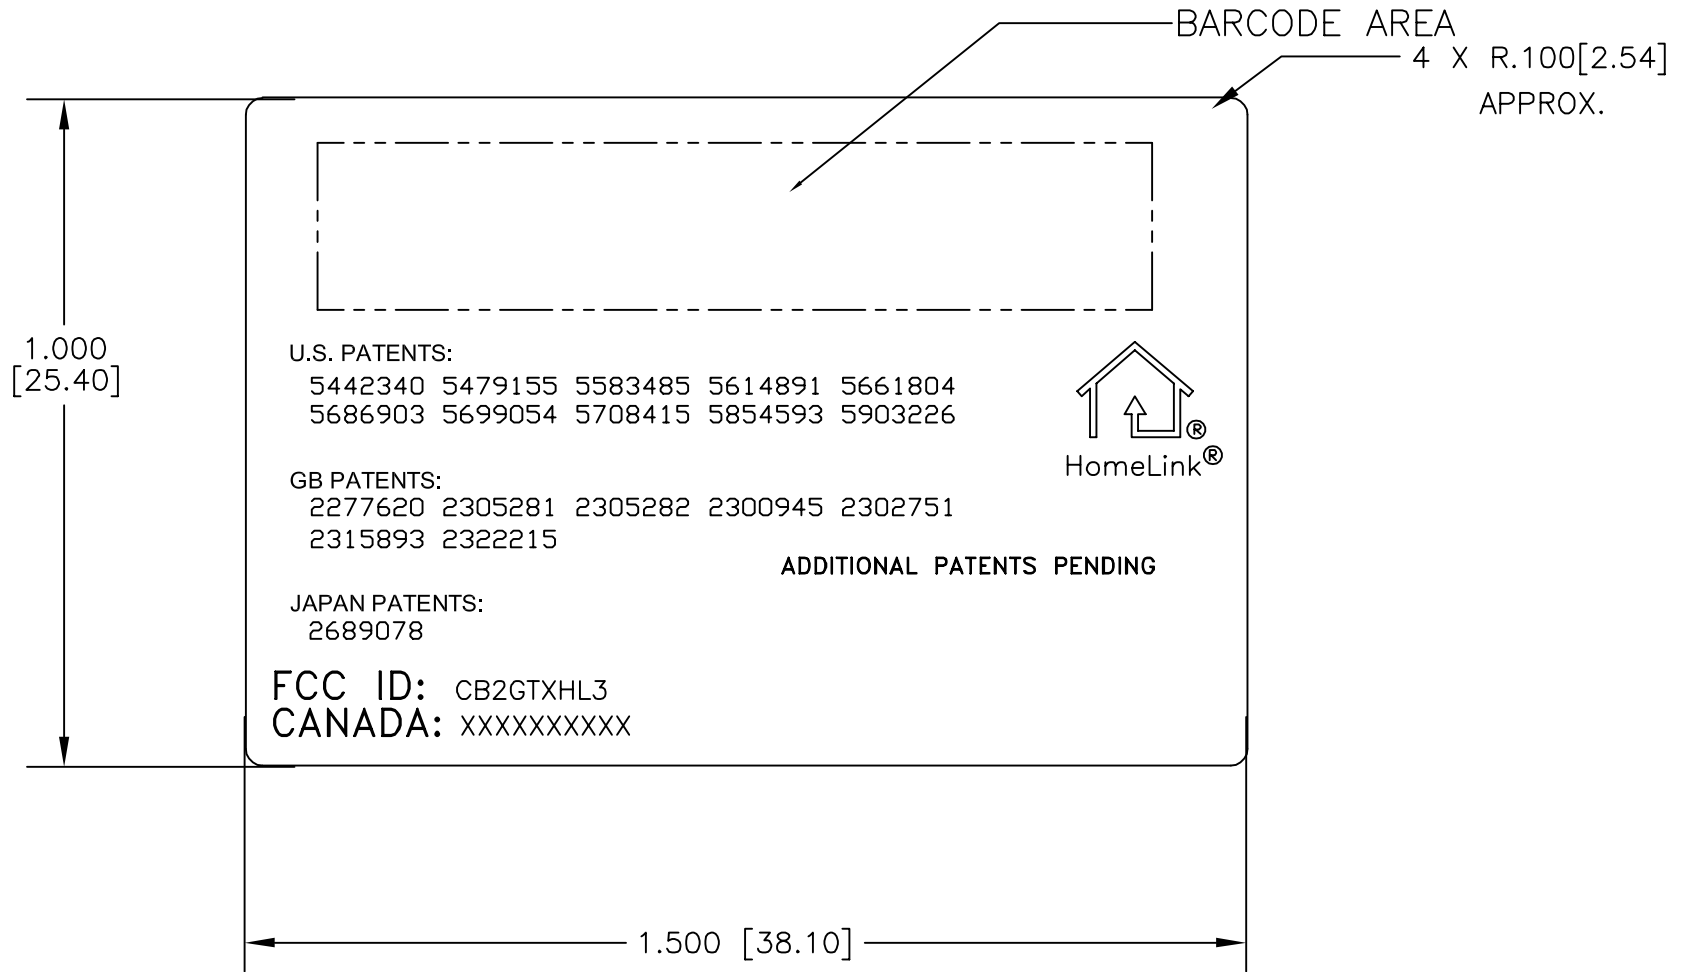 BARCODE AREA
4 X R.100[2.54]
APPROX.
1.000
[25.40]
U.S. PATENTS:
5442340 5479155 5583485 5614891 5661804
5686903 5699054 5708415 5854593 5903226
®
HomeLink®
GB PATENTS:
2277620 2305281 2305282 2300945 2302751
2315893 2322215
ADDITIONAL PATENTS PENDING
JAPAN PATENTS:
2689078
FCC ID: CB2GTXHL3
CANADA: XXXXXXXXXX
1.500 [38.10]